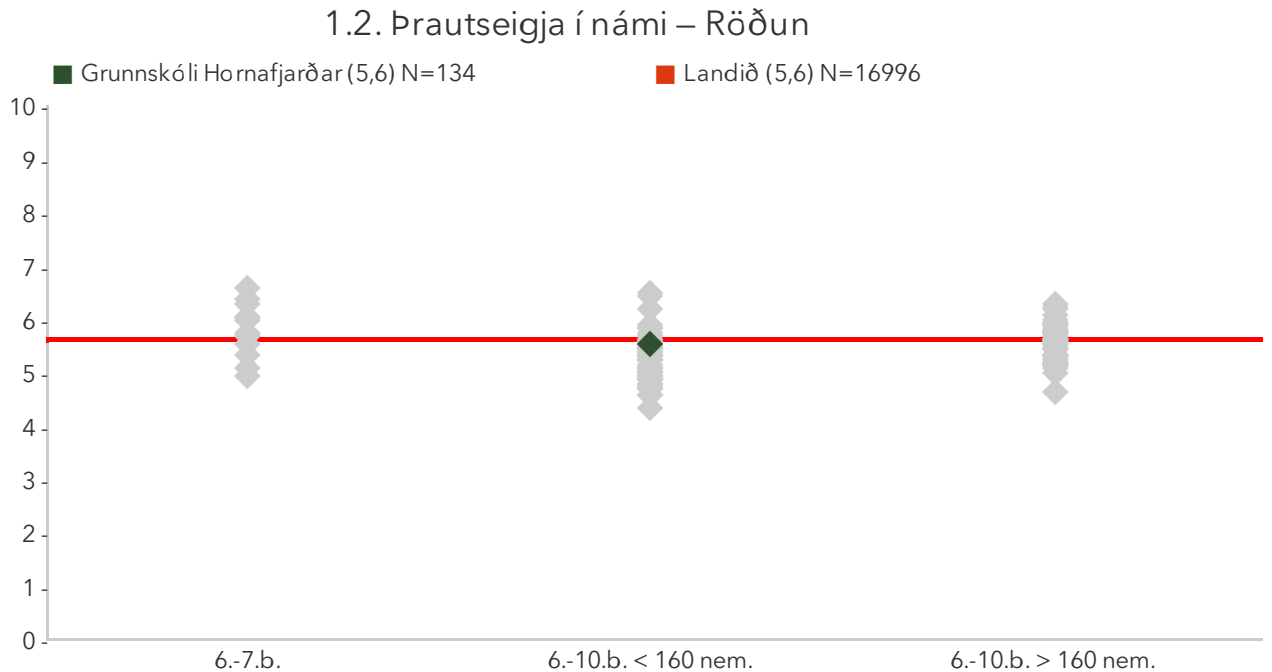 1.2. Þrautseigja í námi – Röðun
Grunnskóli Hornafjarðar (5,6) N=134
Landið (5,6) N=16996
10
9
8
7
6
5
4
3
2
1
0
6.-7.b.
6.-10.b. < 160 nem.
6.-10.b. > 160 nem.